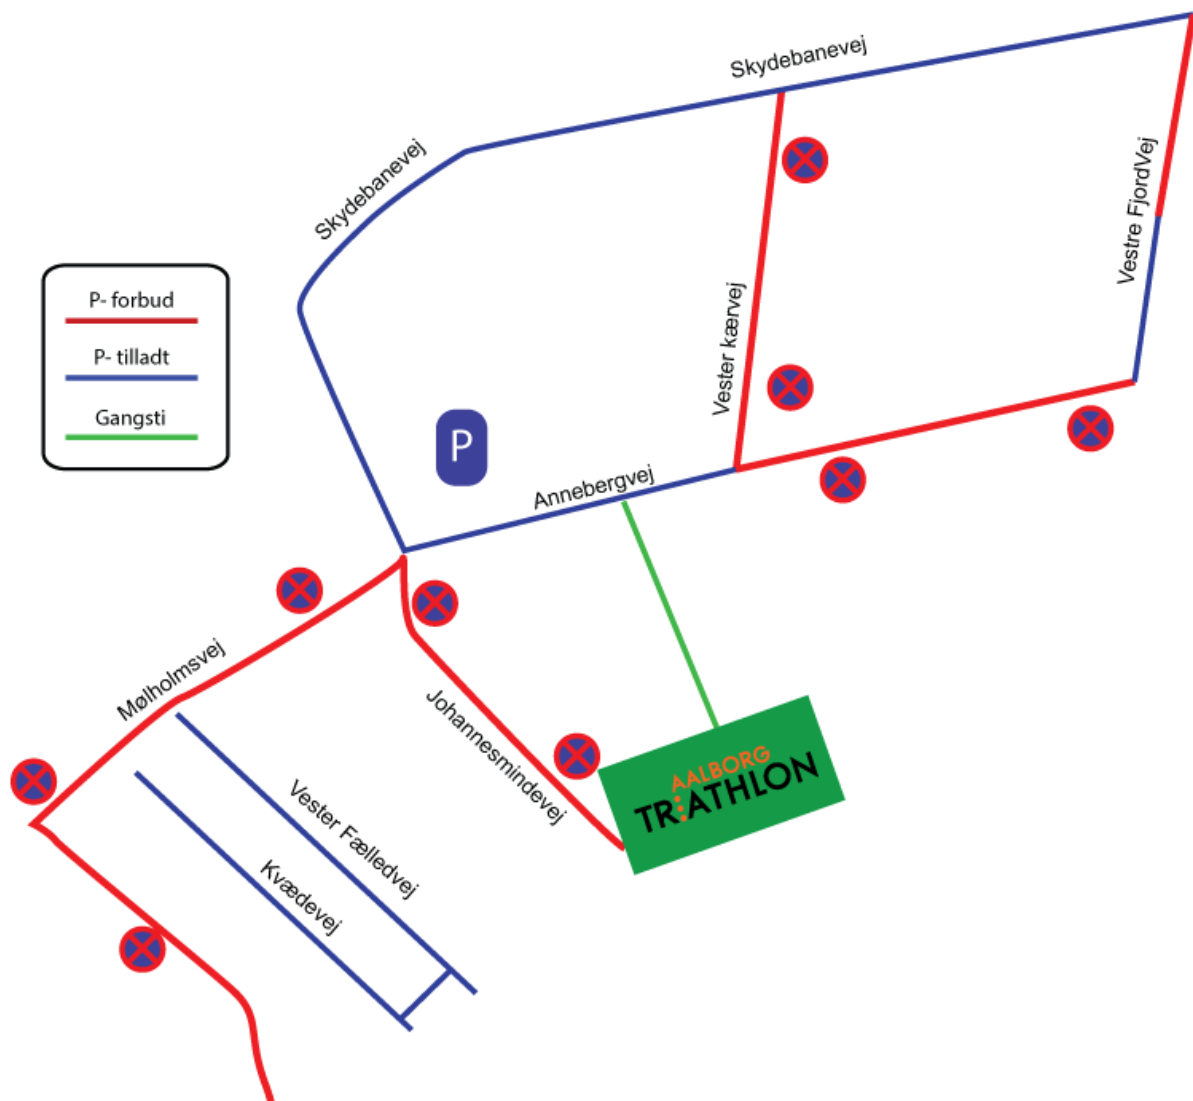 Skydebanevej
Skydebanevej
Vestre FjordVej
P- forbud
P- tilladt
Gangsti
Vester kærvej
P
Annebergvej
Mølholmsvej
Johannesmindevej
AALBORG
TRIATHLON
Vester Fælledvej
Kvædevej